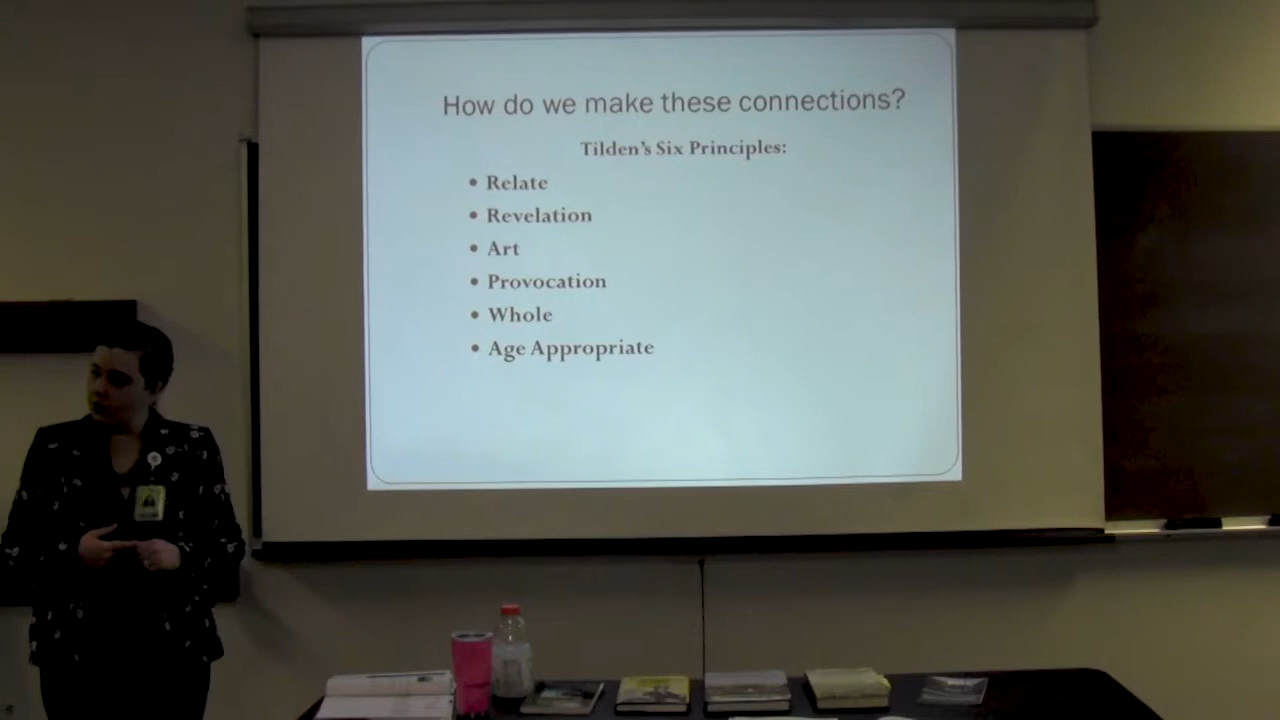 How do we make these connections?
Tilden's Six Principles:
• Relate
• Revelation
• Art
• Provocation
• Whole
• Age Appropriate